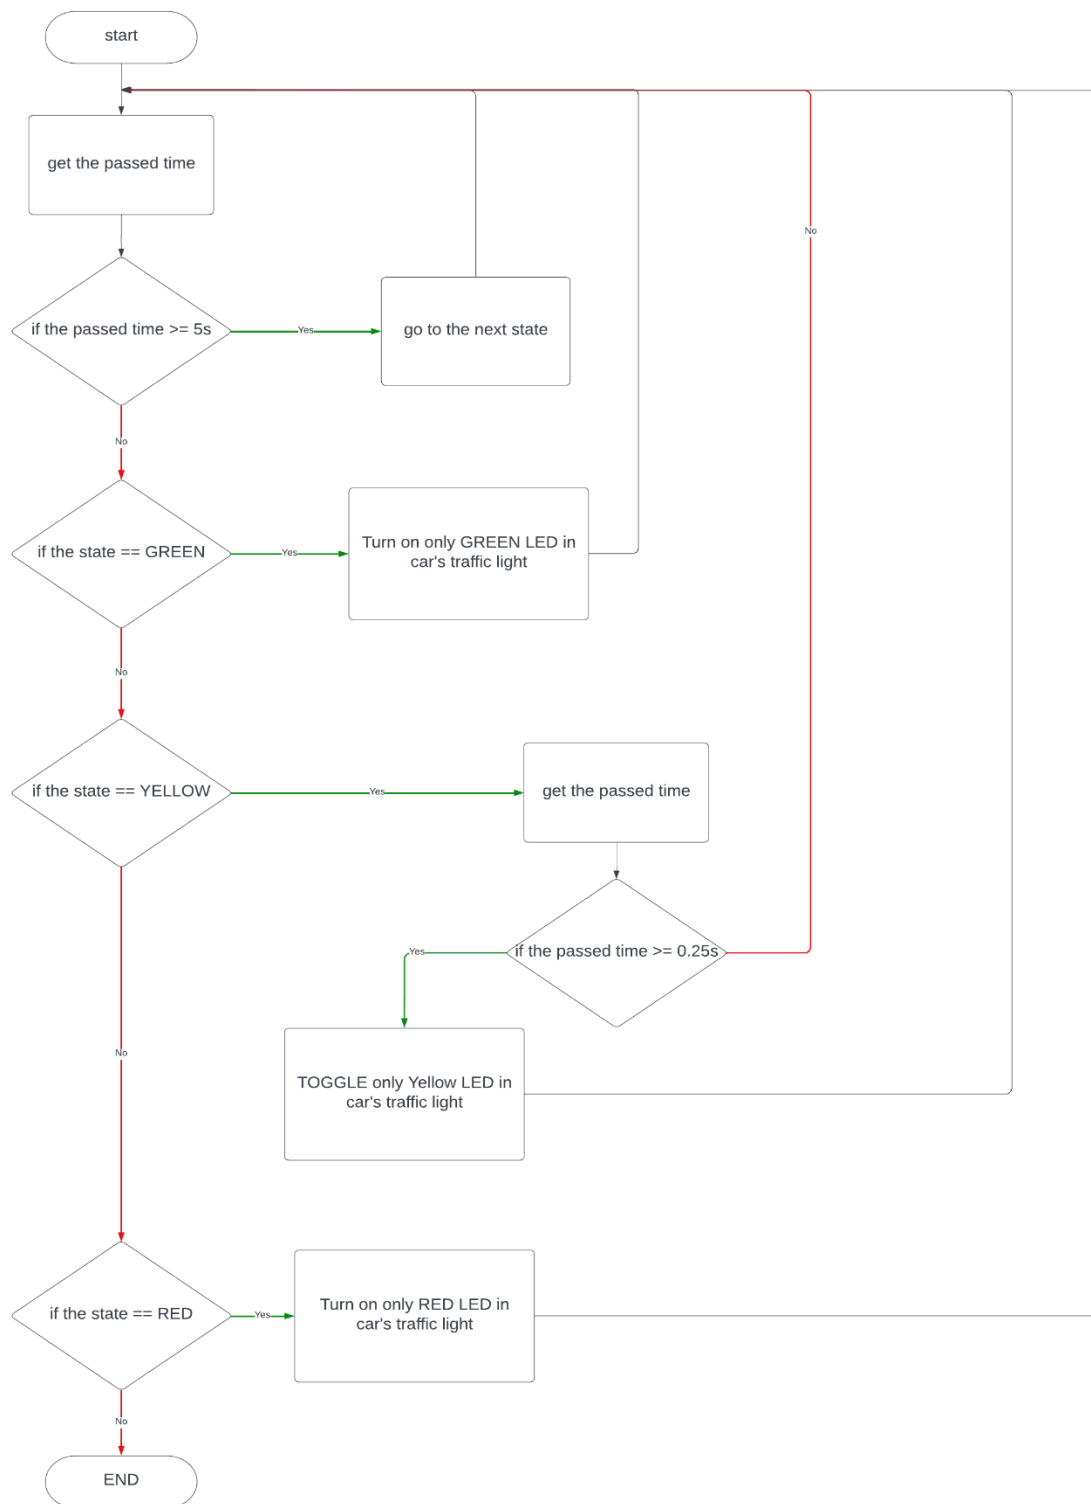 start
No
get the passed time
if the passed time >= 5s
Yes
go to the next state
No
if the state == GREEN
Yes
Turn on only GREEN LED in
car's traffic light
No
if the state == YELLOW
Yes
get the passed time
if the passed time >= 0.25s
Yes
TOGGLE only Yellow LED in
car's traffic light
No
if the state == RED
Yes
Turn on only RED LED in
car's traffic light
No
END